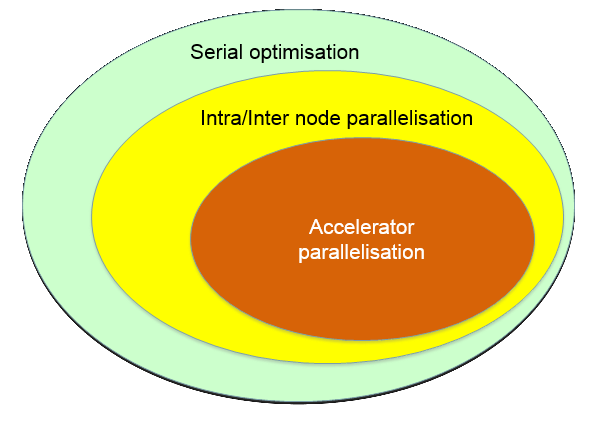 Serial optimisation
Intra/Inter node parallelisation
Accelerator
parallelisation